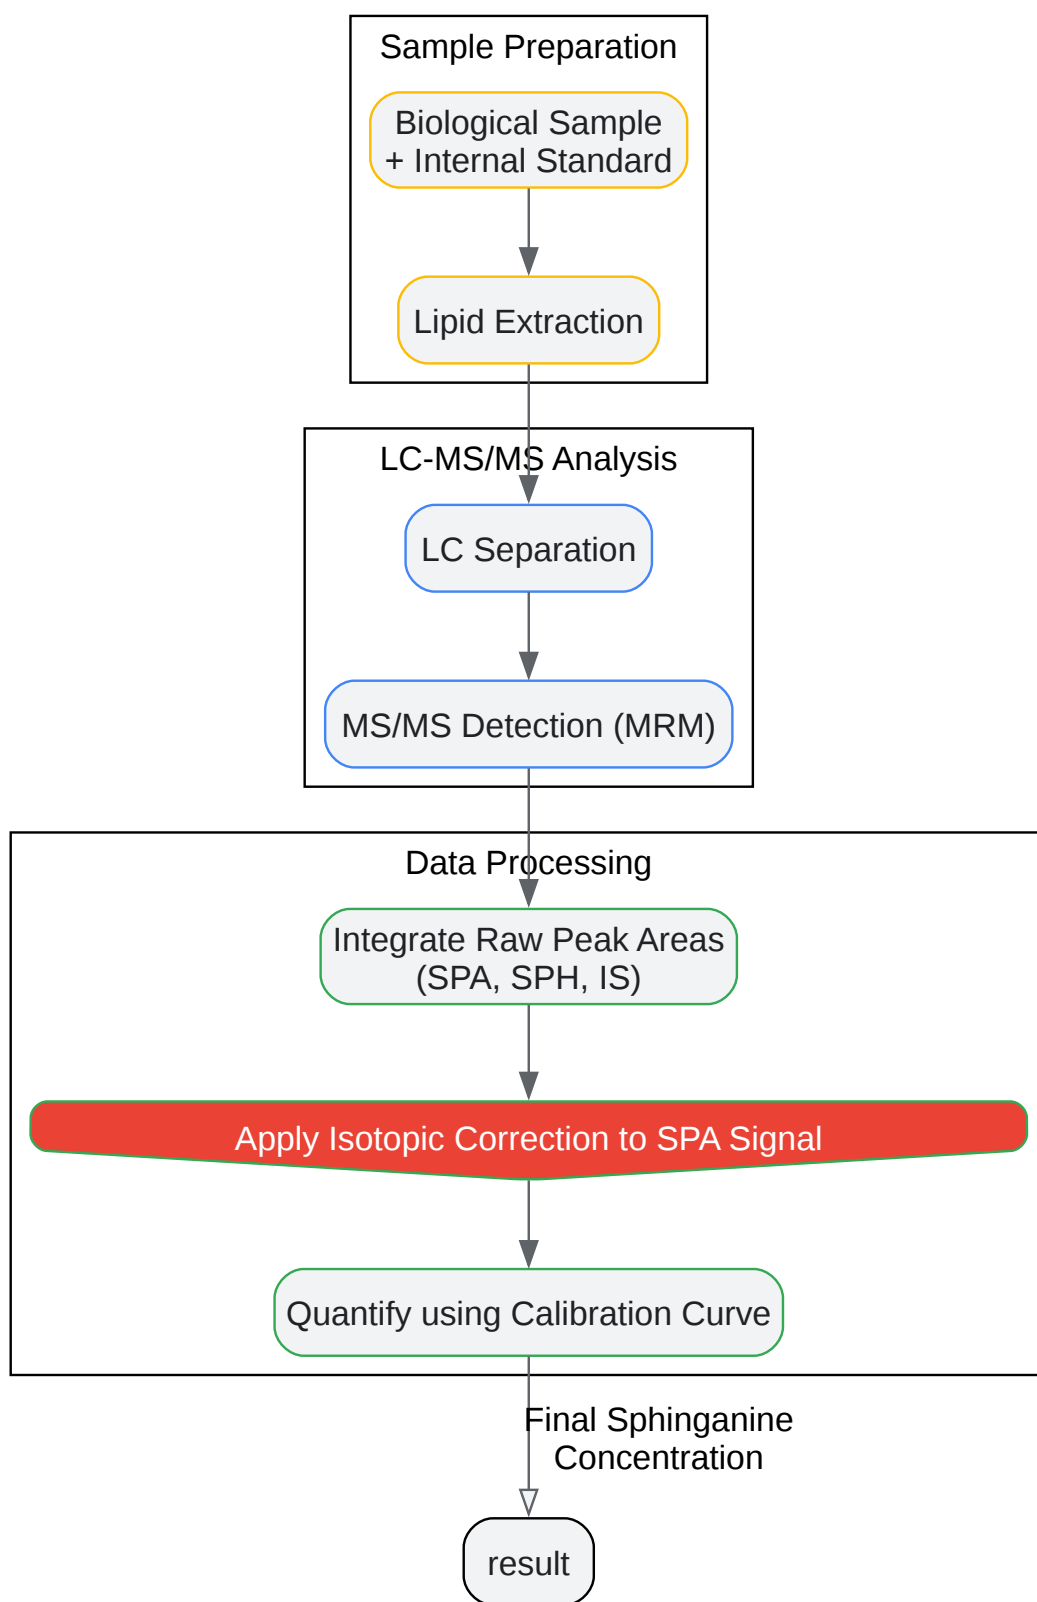 Sample Preparation
Biological Sample
+ Internal Standard
Lipid Extraction
LC-MS/MS Analysis
LC Separation
MS/MS Detection (MRM)
Data Processing
Integrate Raw Peak Areas
(SPA, SPH, IS)
Apply Isotopic Correction to SPA Signal
Quantify using Calibration Curve
Final Sphinganine
Concentration
result